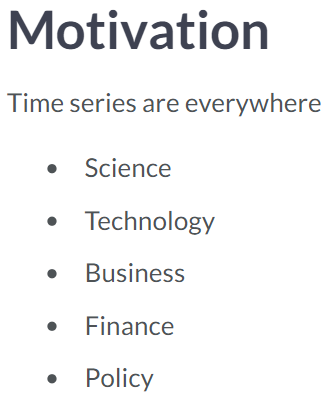 Motivation
Time series are everywhere
• Science
• Technology
• Business
• Finance
• Policy